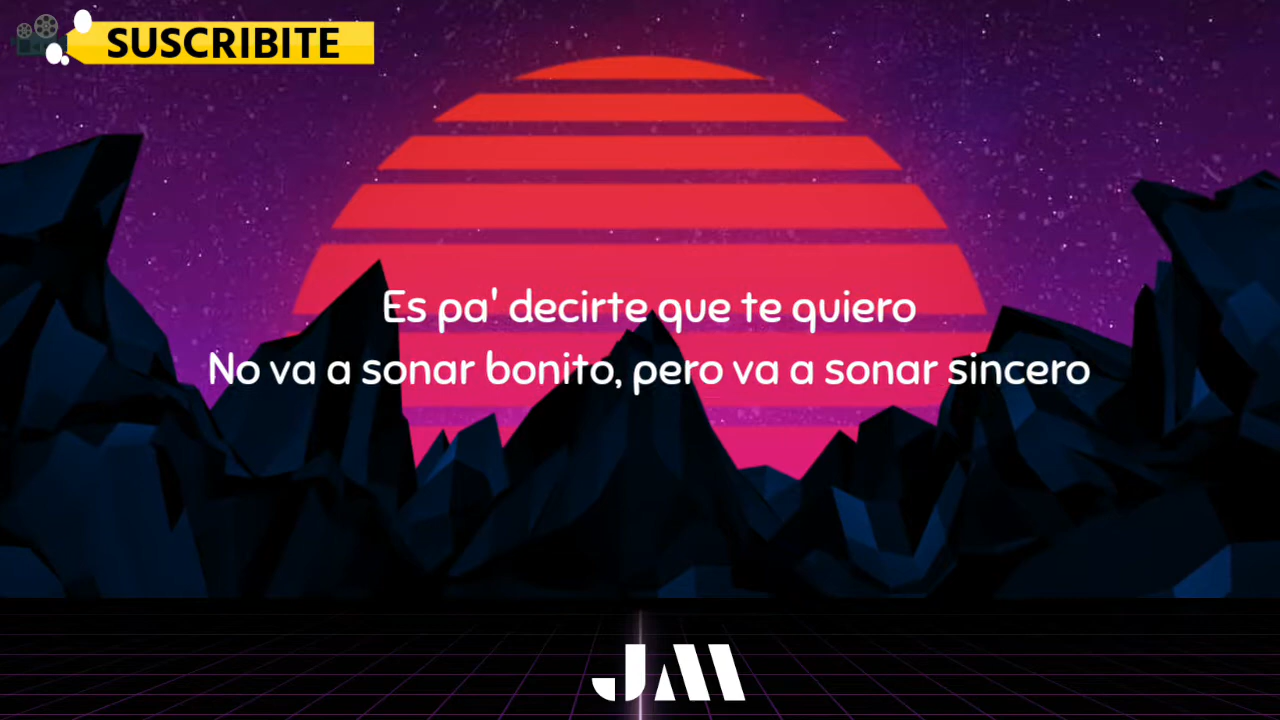 SUSCRIBITE
Es pa' decirte que te quiero
No va a sonar bonito, pero va a sonar sincero
JM